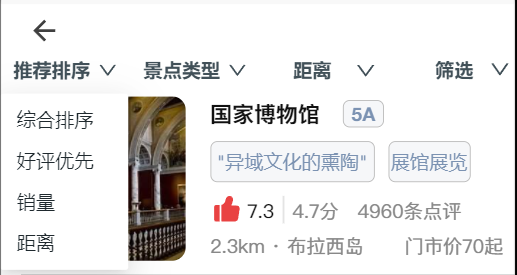 推荐排序 景点类型 距离 筛选
综合排序
好评优先
销量
距离
国家博物馆 5A
"异域文化的熏陶" 展馆展览
7.3 4.7分 4960条点评
2.3km · 布拉西岛 门市价70起